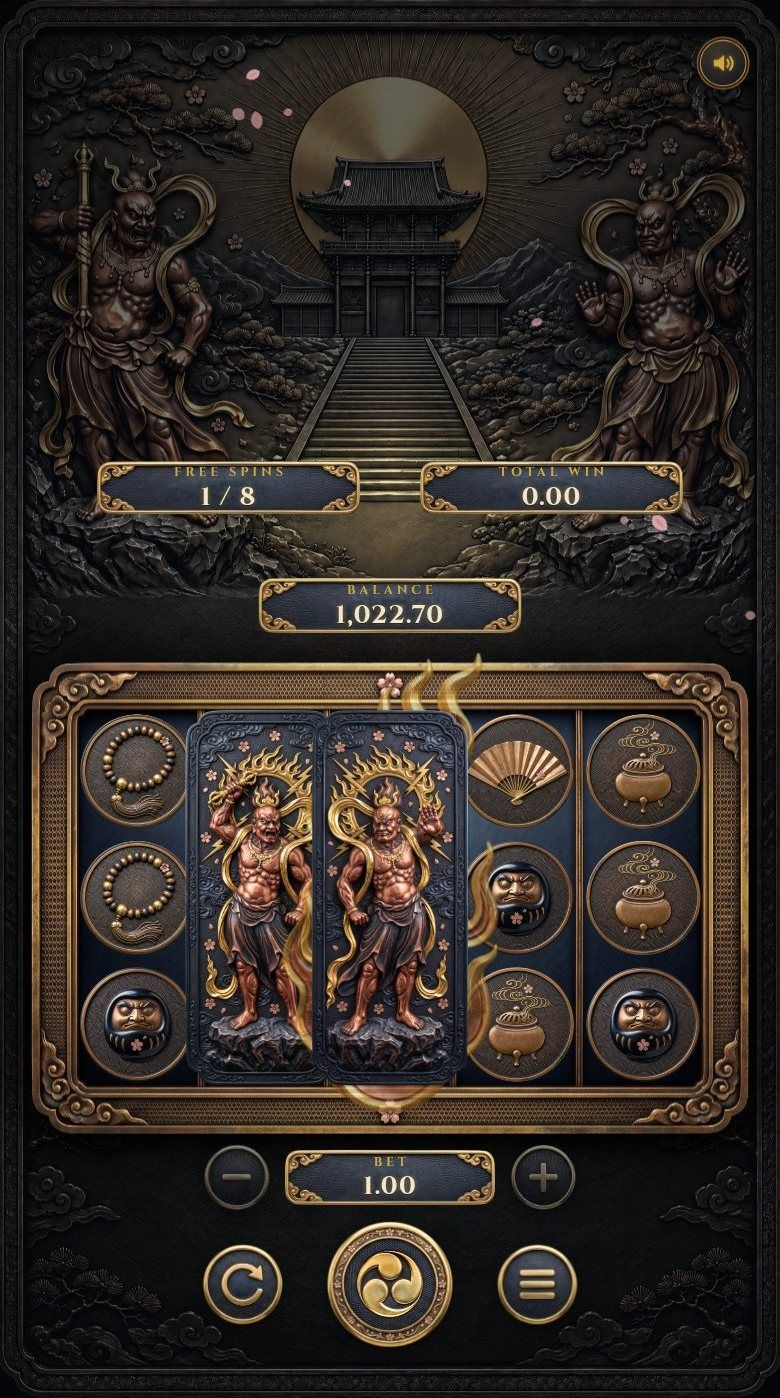 FREE SPINS
1 / 8
TOTAL WIN
0.00
BALANCE
1,022.70
BET
1.00